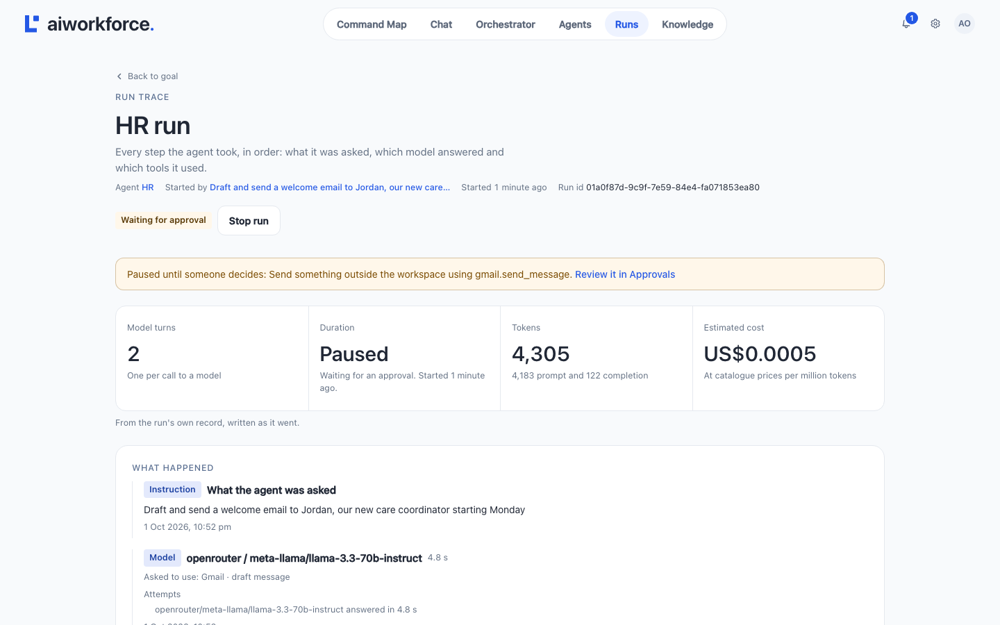 aiworkforce.
Command Map
Chat
Orchestrator
Agents
Runs
Knowledge
1
AO
Back to goal
RUN TRACE
HR run
Every step the agent took, in order: what it was asked, which model answered and
which tools it used.
Agent HR Started by Draft and send a welcome email to Jordan, our new care... Started 1 minute ago Run id 01a0f87d-9c9f-7e59-84e4-fa071853ea80
Waiting for approval
Stop run
Paused until someone decides: Send something outside the workspace using gmail.send_message. Review it in Approvals
Model turns
2
One per call to a model
Duration
Paused
Waiting for an approval. Started 1 minute
ago.
Tokens
4,305
4,183 prompt and 122 completion
Estimated cost
US$0.0005
At catalogue prices per million tokens
From the run's own record, written as it went.
WHAT HAPPENED
Instruction What the agent was asked
Draft and send a welcome email to Jordan, our new care coordinator starting Monday
1 Oct 2026, 10:52 pm
Model openrouter / meta-llama/llama-3.3-70b-instruct 4.8 s
Asked to use: Gmail · draft message
Attempts
openrouter/meta-llama/llama-3.3-70b-instruct answered in 4.8 s